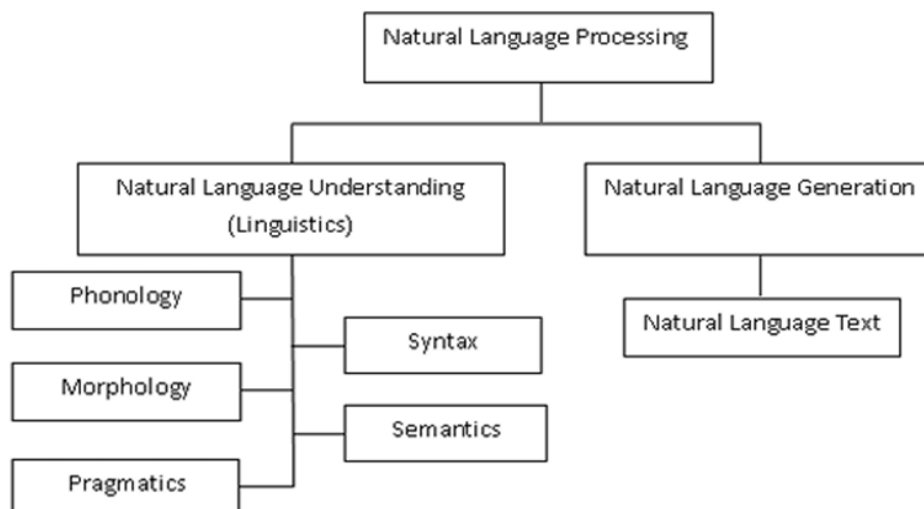 Natural Language Processing
Natural Language Understanding
(Linguistics)
Natural Language Generation
Phonology
Natural Language Text
Syntax
Morphology
Semantics
Pragmatics